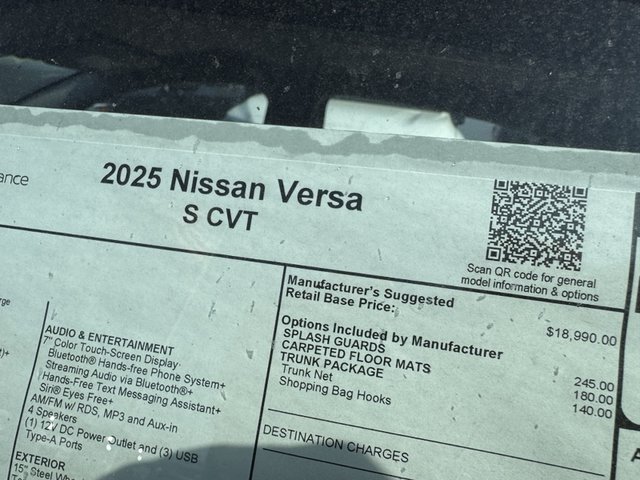 2025 Nissan Versa
S CVT
Scan QR code for general
model information & options
AUDIO & ENTERTAINMENT
7" Color Touch-Screen Display
Bluetooth® Hands-free Phone System+
Streaming Audio via Bluetooth®+
Hands-Free Text Messaging Assistant+
Siri® Eyes Free+
AM/FM w/ RDS, MP3 and Aux-in
4 Speakers
(1) 12V DC Power Outlet and (3) USB
Type-A Ports
EXTERIOR
15" Steel
Manufacturer's Suggested
Retail Base Price: $18,990.00
Options Included by Manufacturer
SPLASH GUARDS 245.00
CARPETED FLOOR MATS 180.00
TRUNK PACKAGE 140.00
Trunk Net
Shopping Bag Hooks
DESTINATION CHARGES